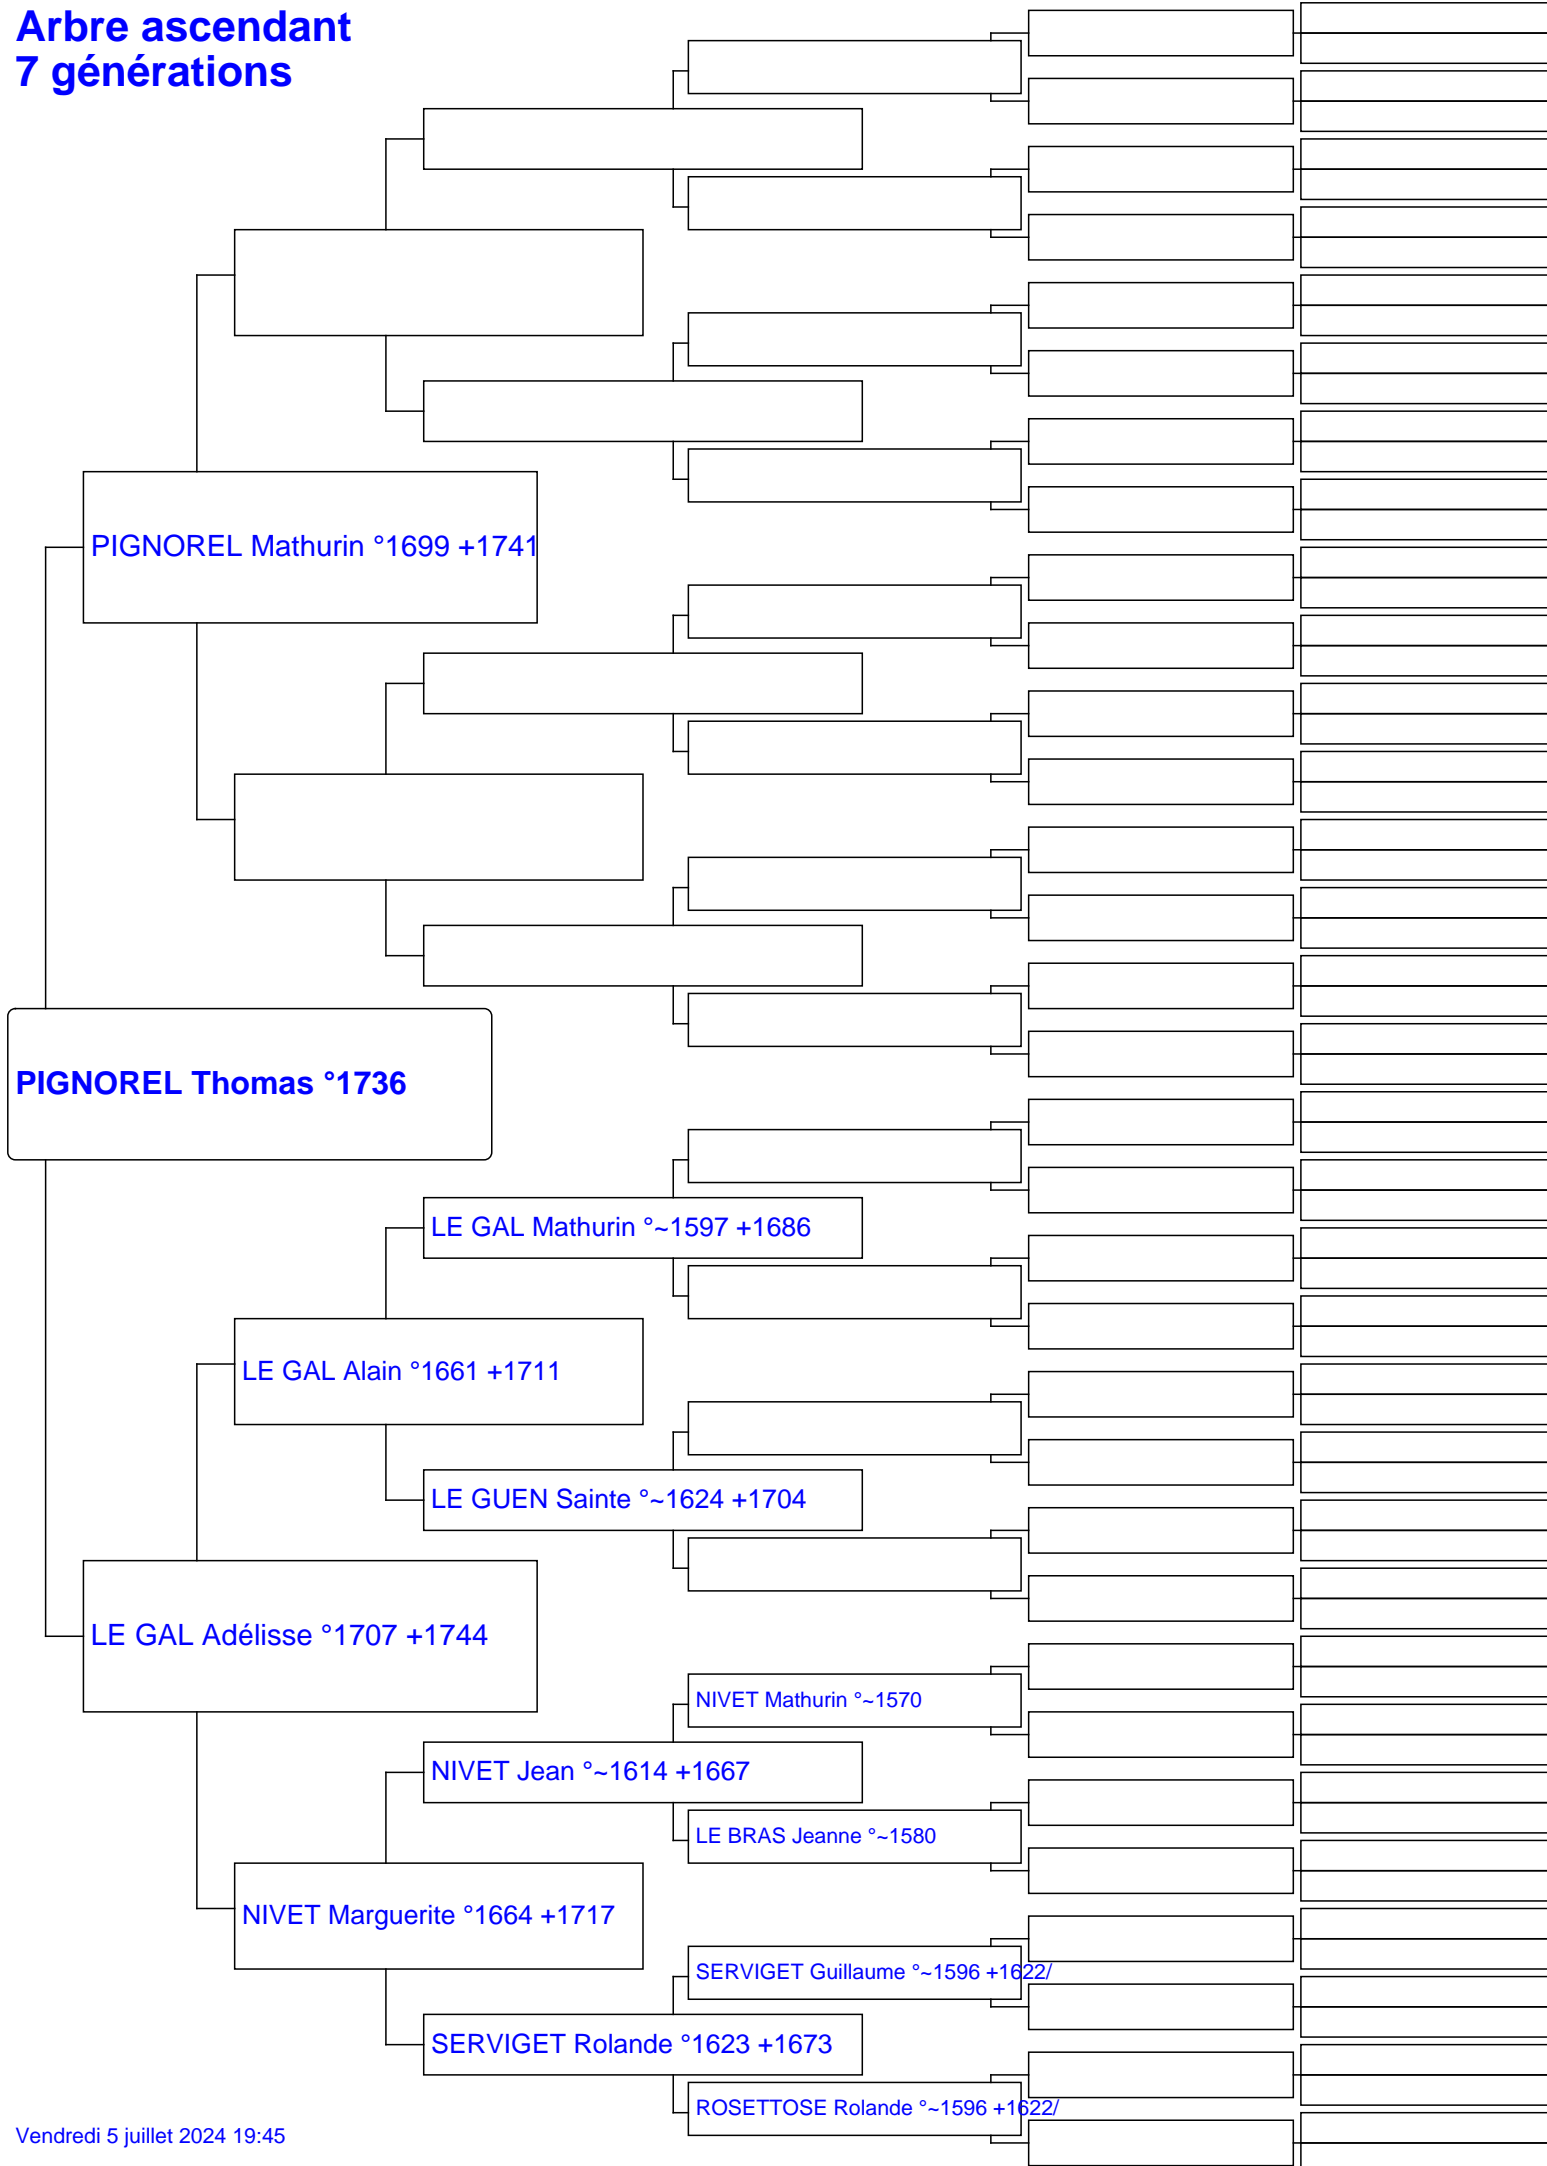 Arbre ascendant
7 générations
PIGNOREL Mathurin °1699 +1741
PIGNOREL Thomas °1736
LE GAL Mathurin °~1597 +1686
LE GAL Alain °1661 +1711
LE GUEN Sainte °~1624 +1704
LE GAL Adélisse °1707 +1744
NIVET Mathurin °~1570
NIVET Jean °~1614 +1667
LE BRAS Jeanne °~1580
NIVET Marguerite °1664 +1717
SERVIGET Guillaume °~1596 +1622/
SERVIGET Rolande °1623 +1673
ROSETTOSE Rolande °~1596 +1622/
Vendredi 5 juillet 2024 19:45